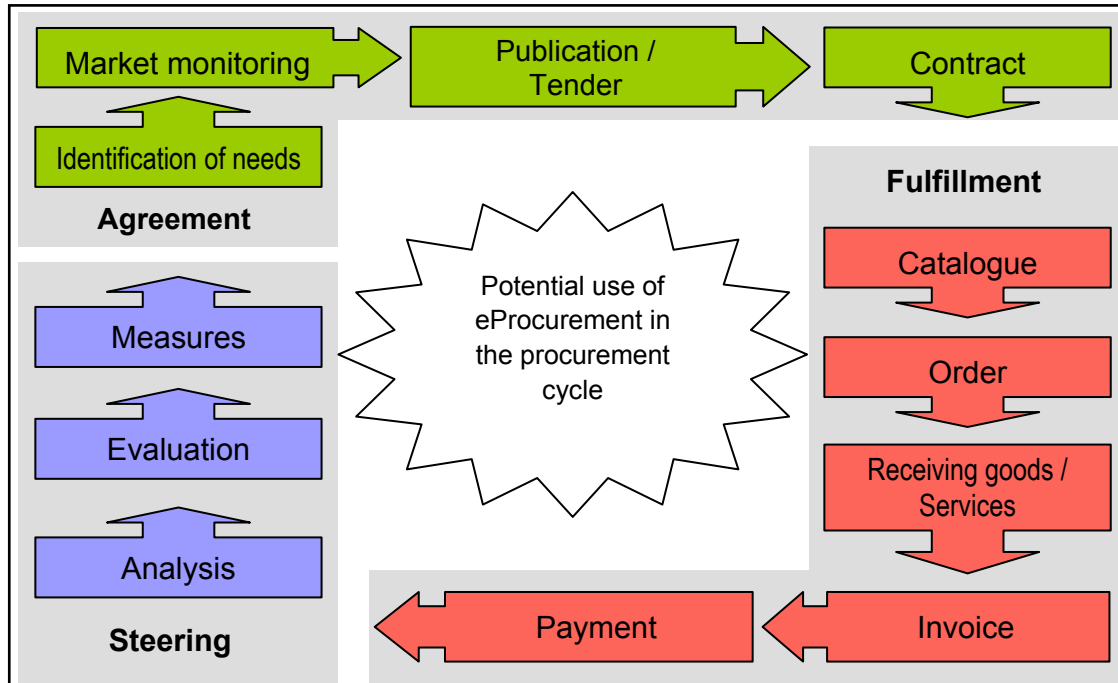 Market monitoring
Publication /
Tender
Contract
Identification of needs
Agreement
Fulfillment
Catalogue
Order
Receiving goods /
Services
Invoice
Payment
Measures
Evaluation
Analysis
Steering
Potential use of
eProcurement in
the procurement
cycle